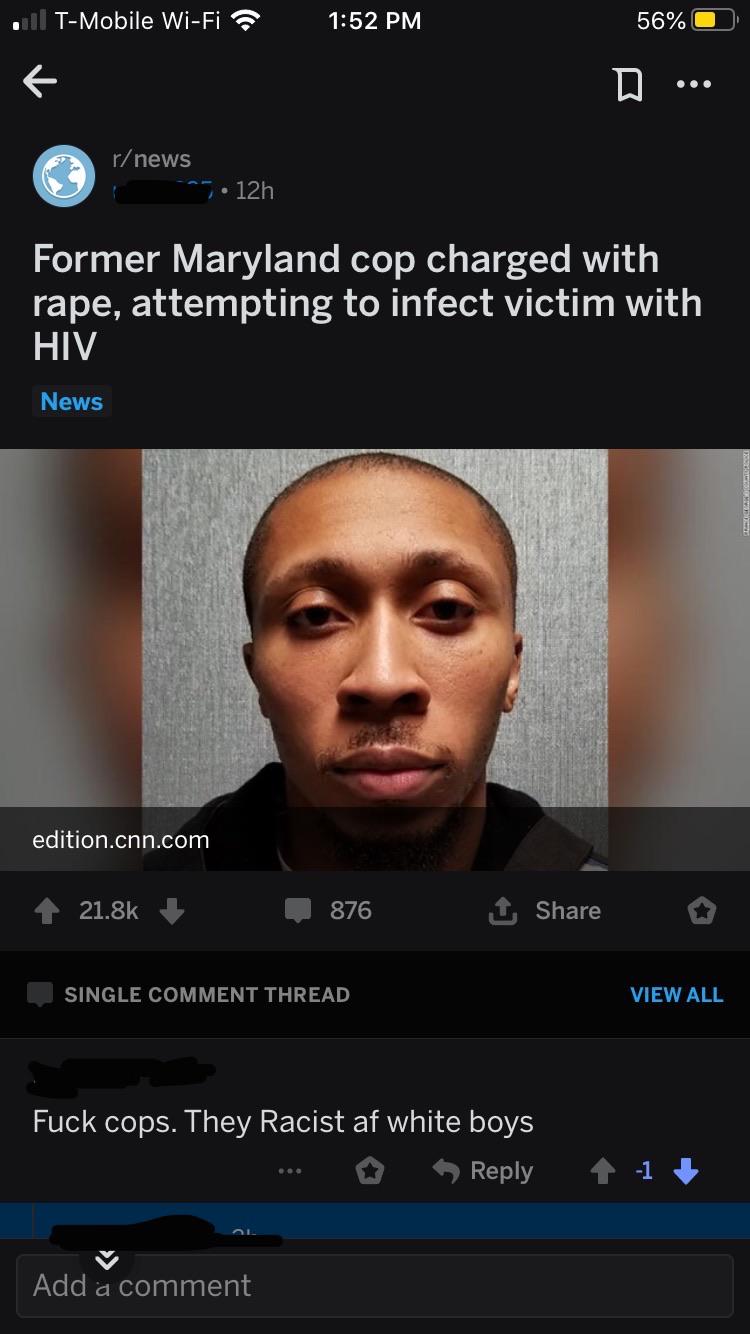 T-Mobile Wi-Fi 1:52 PM 56%
r/news
• 12h
Former Maryland cop charged with
rape, attempting to infect victim with
HIV
News
edition.cnn.com
21.8k 876 Share
SINGLE COMMENT THREAD VIEW ALL
Fuck cops. They Racist af white boys
Reply -1
Add a comment